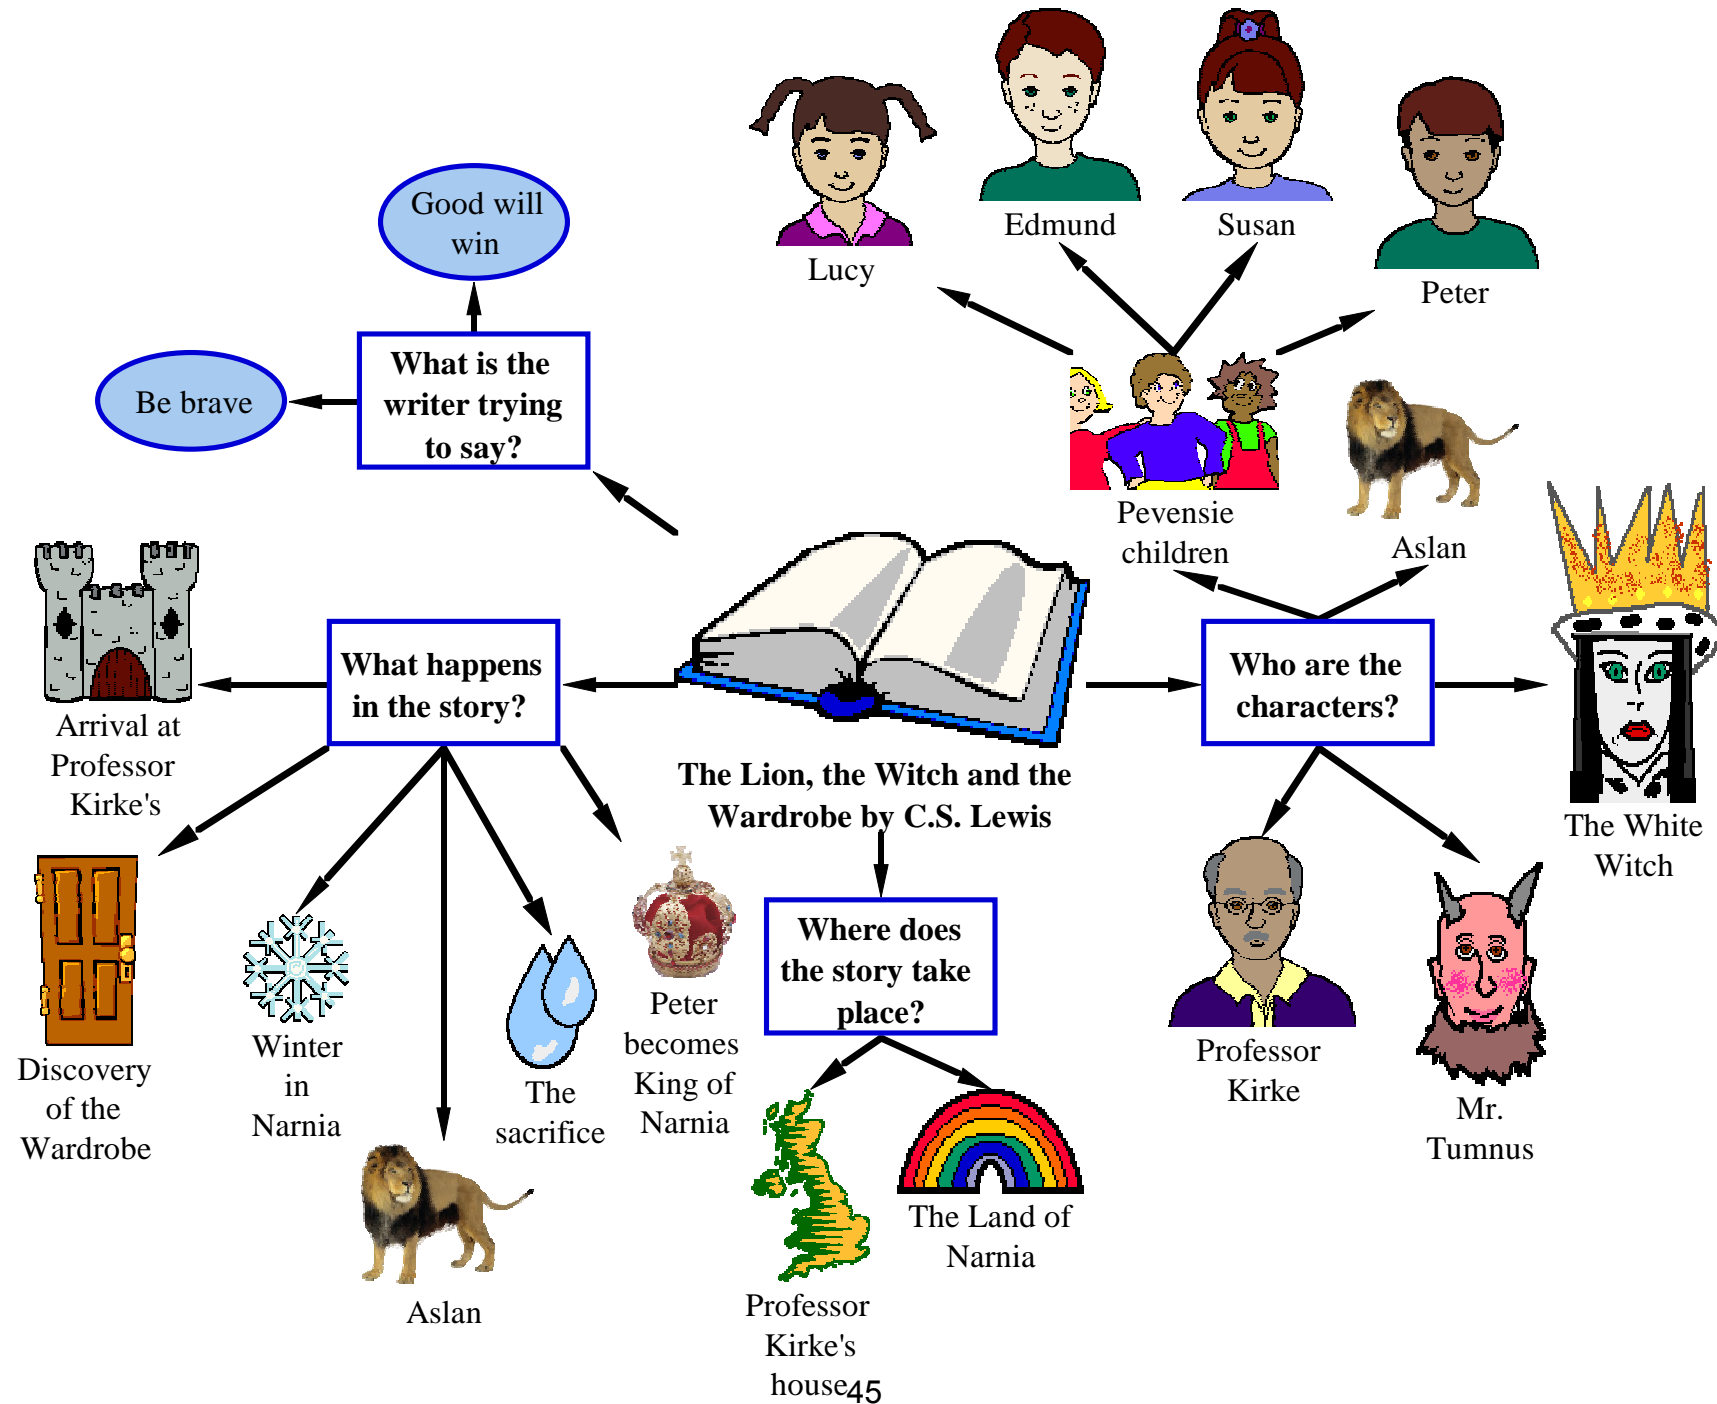 Good will
win
Be brave
What is the
writer trying
to say?
Lucy
Edmund
Susan
Peter
Pevensie
children
Aslan
The White
Witch
Who are the
characters?
Professor
Kirke
Mr.
Tumnus
The Lion, the Witch and the
Wardrobe by C.S. Lewis
What happens
in the story?
Arrival at
Professor
Kirke's
Discovery
of the
Wardrobe
Winter
in
Narnia
Aslan
The
sacrifice
Peter
becomes
King of
Narnia
Where does
the story take
place?
Professor
Kirke's
house
The Land of
Narnia
45